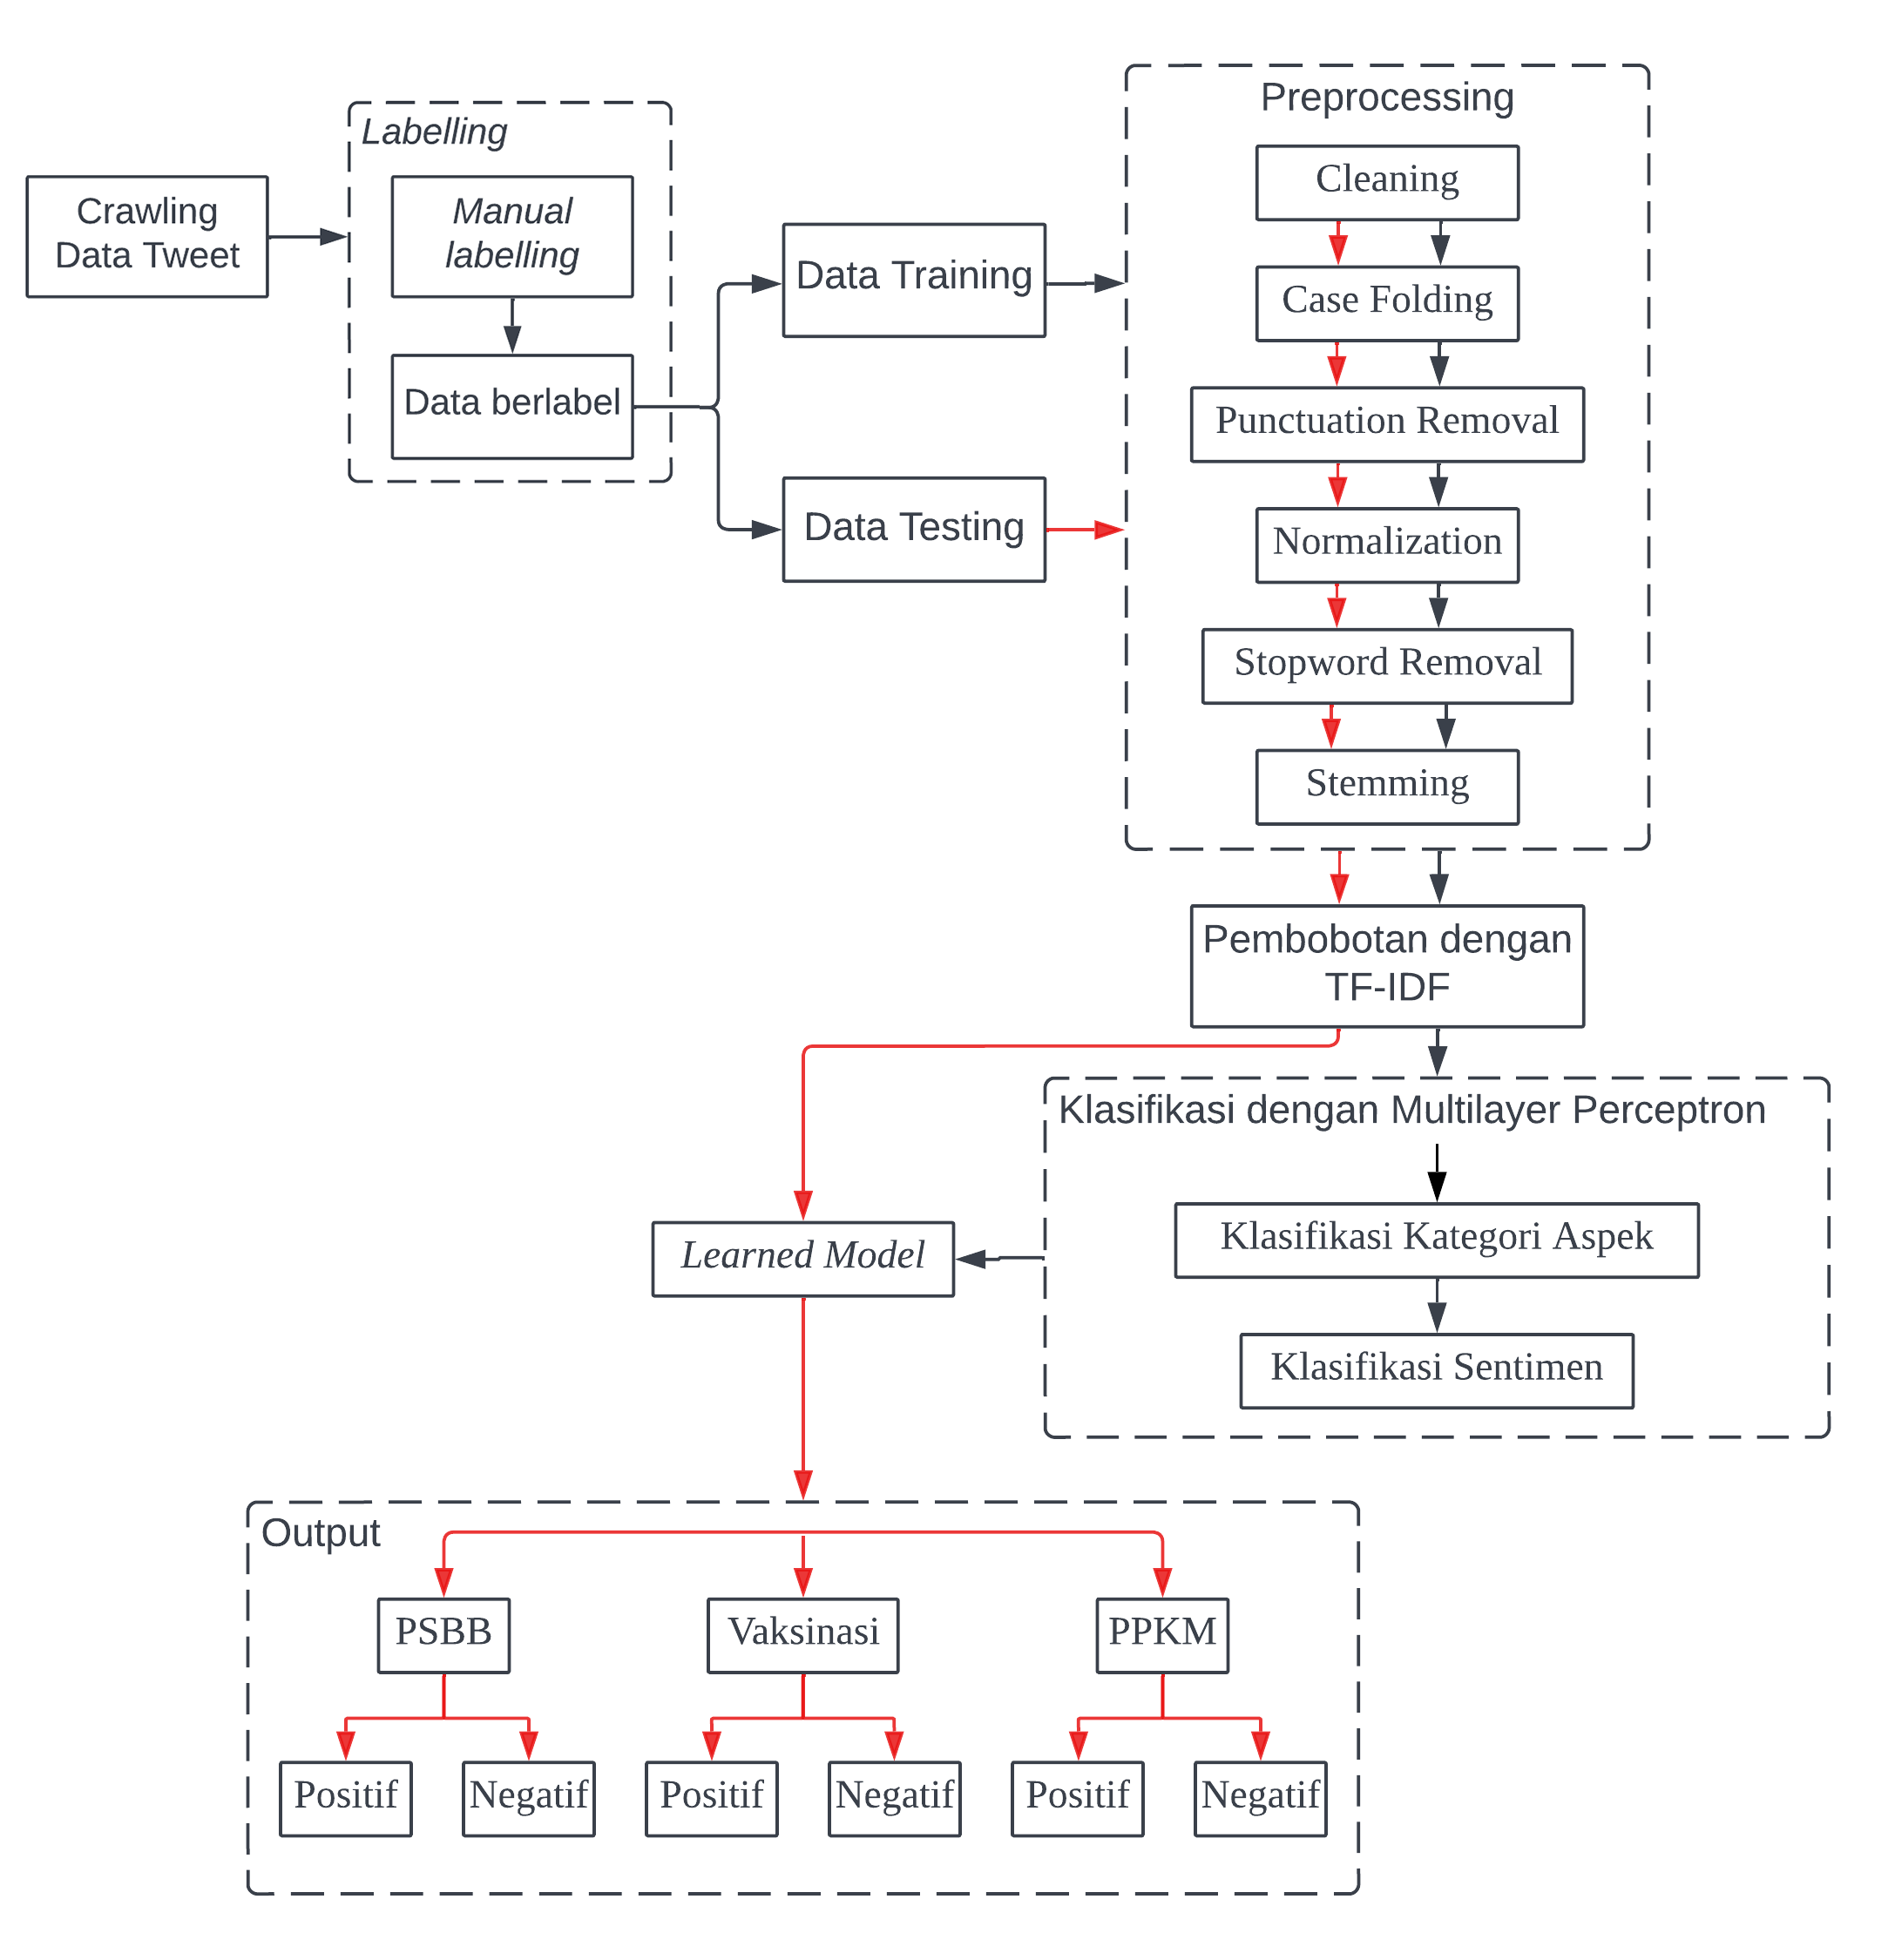 Labelling
Crawling
Data Tweet
Manual
labelling
Data berlabel
Data Training
Data Testing
Preprocessing
Cleaning
Case Folding
Punctuation Removal
Normalization
Stopword Removal
Stemming
Pembobotan dengan
TF-IDF
Klasifikasi dengan Multilayer Perceptron
Klasifikasi Kategori Aspek
Klasifikasi Sentimen
Learned Model
Output
PSBB
Vaksinasi
PPKM
Positif
Negatif
Positif
Negatif
Positif
Negatif